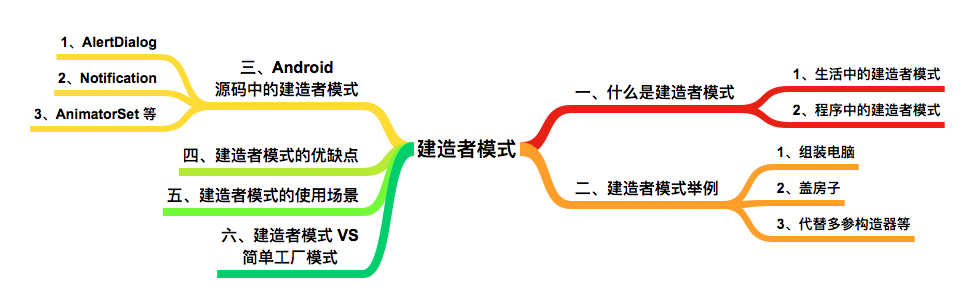 建造者模式
一、什么是建造者模式
1、生活中的建造者模式
2、程序中的建造者模式
二、建造者模式举例
1、组装电脑
2、盖房子
3、代替多参构造器等
三、Android
源码中的建造者模式
1、AlertDialog
2、Notification
3、AnimatorSet 等
四、建造者模式的优缺点
五、建造者模式的使用场景
六、建造者模式 VS
简单工厂模式